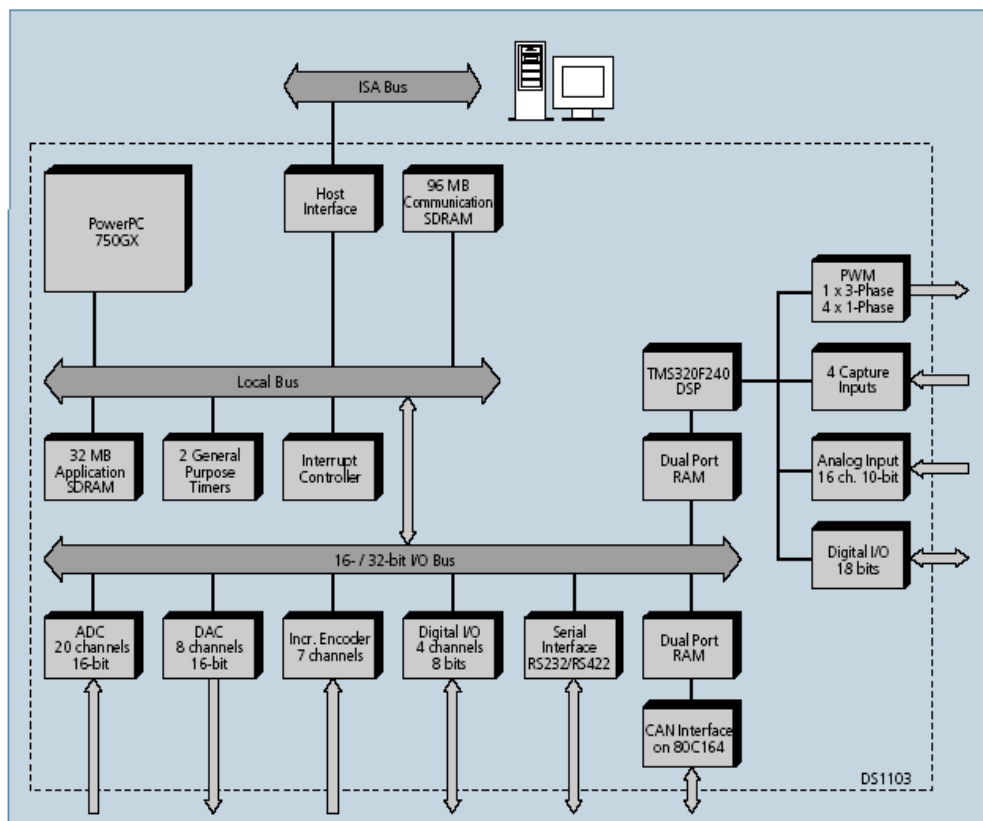 ISA Bus
PowerPC
750GX
Host
Interface
96 MB
Communication
SDRAM
PWM
1 x 3-Phase
4 x 1-Phase
Local Bus
TMS320F240
DSP
4 Capture
Inputs
32 MB
Application
SDRAM
2 General
Purpose
Timers
Interrupt
Controller
Dual Port
RAM
Analog Input
16 ch. 10-bit
16- / 32-bit I/O Bus
Digital I/O
18 bits
ADC
20 channels
16-bit
DAC
8 channels
16-bit
Incr. Encoder
7 channels
Digital I/O
4 channels
8 bits
Serial
Interface
RS232/RS422
Dual Port
RAM
CAN Interface
on 80C164
DS1103